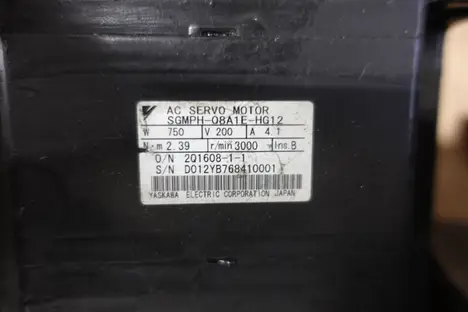 AC SERVO MOTOR
SGMPH-08A1E-HG12
W 750 V 200 A 4.1
N·m 2.39 r/min 3000 Ins.B
O/N 2Q1608-1-1
S/N D012YB768410001
YASKAWA ELECTRIC CORPORATION JAPAN